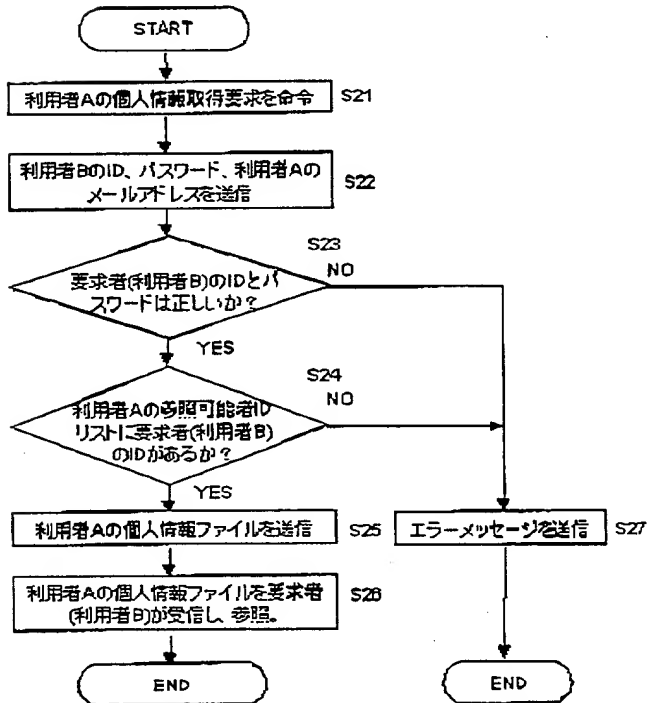 START
利用者Aの個人情報取得要求を命令
S21
利用者BのID、パスワード、利用者Aの
メールアドレスを送信
S22
S23
要求者(利用者B)のIDとパ
スワードは正しいか？
NO
YES
S24
利用者Aの参照可能者ID
リストに要求者(利用者B)
のIDがあるか？
NO
YES
利用者Aの個人情報ファイルを送信
S25
エラーメッセージを送信
S27
利用者Aの個人情報ファイルを要求者
(利用者B)が受信し、参照。
S26
END
END